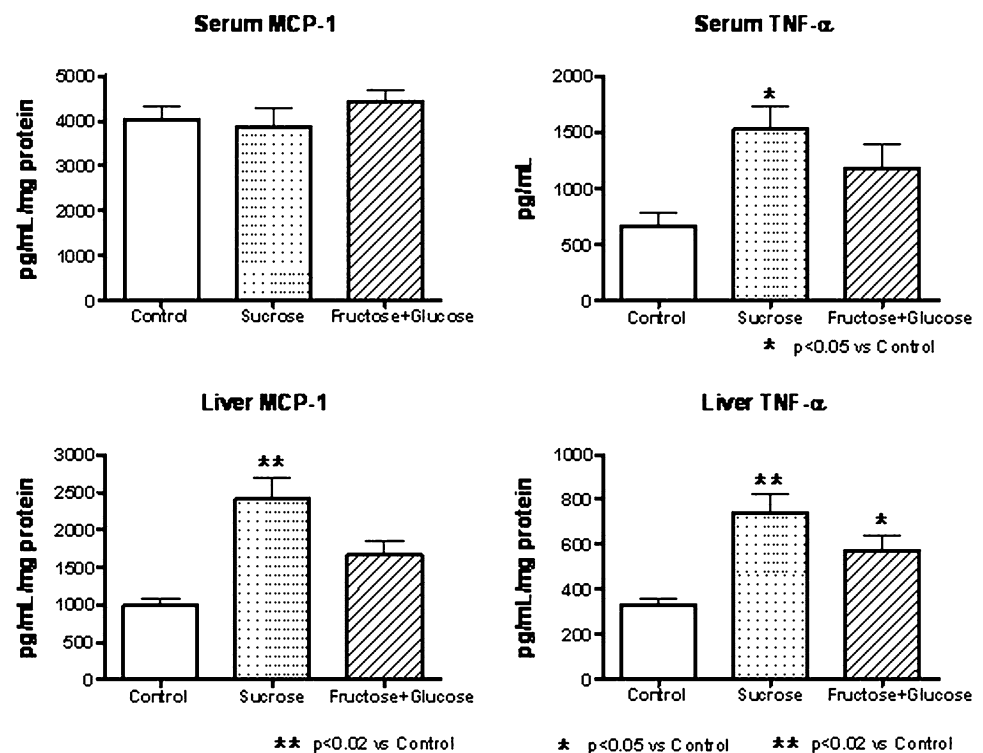 Serum MCP-1
pg/mL/mg protein
5000
4000
3000
2000
1000
0
Control Sucrose Fructose+Glucose
Serum TNF-α
pg/mL
2000
1500
1000
500
0
Control Sucrose Fructose+Glucose
*
* p<0.05 vs Control
Liver MCP-1
pg/mL/mg protein
3000
2500
2000
1500
1000
500
0
**
Control Sucrose Fructose+Glucose
** p<0.02 vs Control
Liver TNF-α
pg/mL/mg protein
1000
800
600
400
200
0
**
*
Control Sucrose Fructose+Glucose
* p<0.05 vs Control ** p<0.02 vs Control